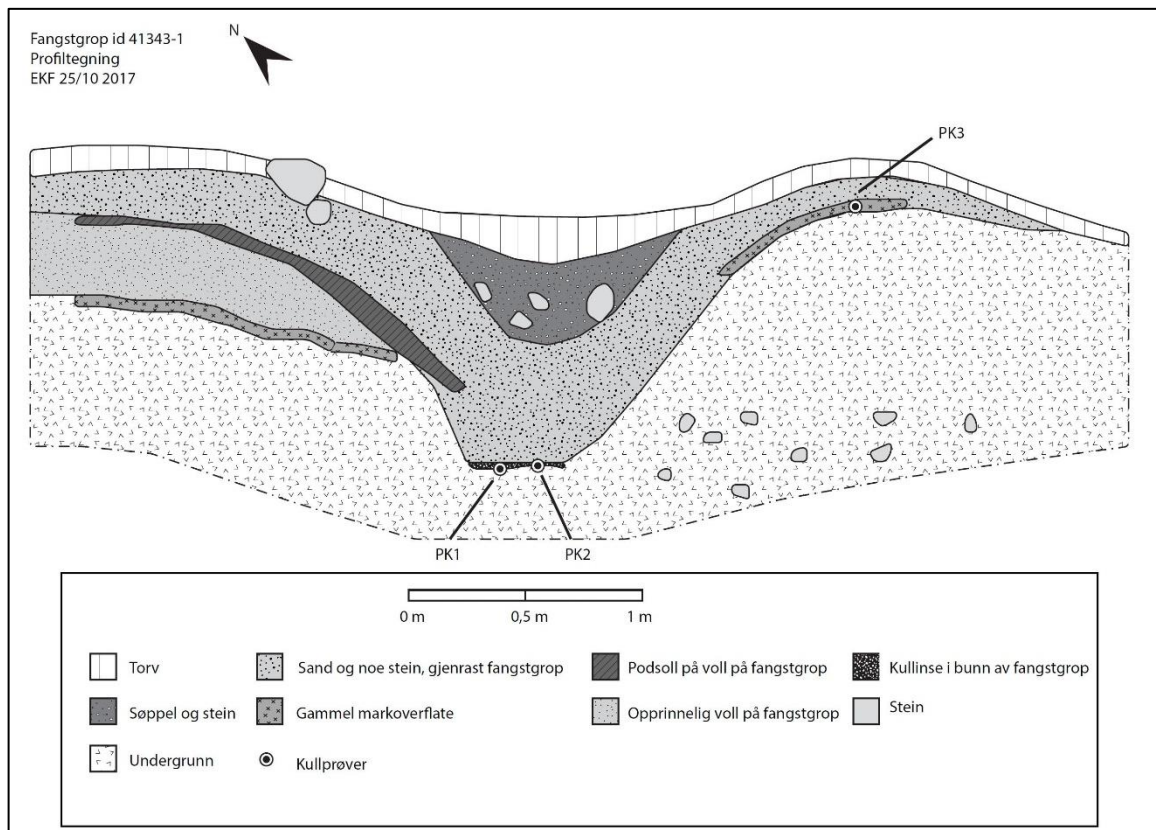 Fangstgrop id 41343-1
Profiltegning
EKF 25/10 2017
N
PK3
PK1
PK2
0 m
0,5 m
1 m
Torv
Sand og noe stein, gjenrast fangstgrop
Podsoll på voll på fangstgrop
Kullinse i bunn av fangstgrop
Søppel og stein
Gammel markoverflate
Opprinnelig voll på fangstgrop
Stein
Undergrunn
Kullprøver